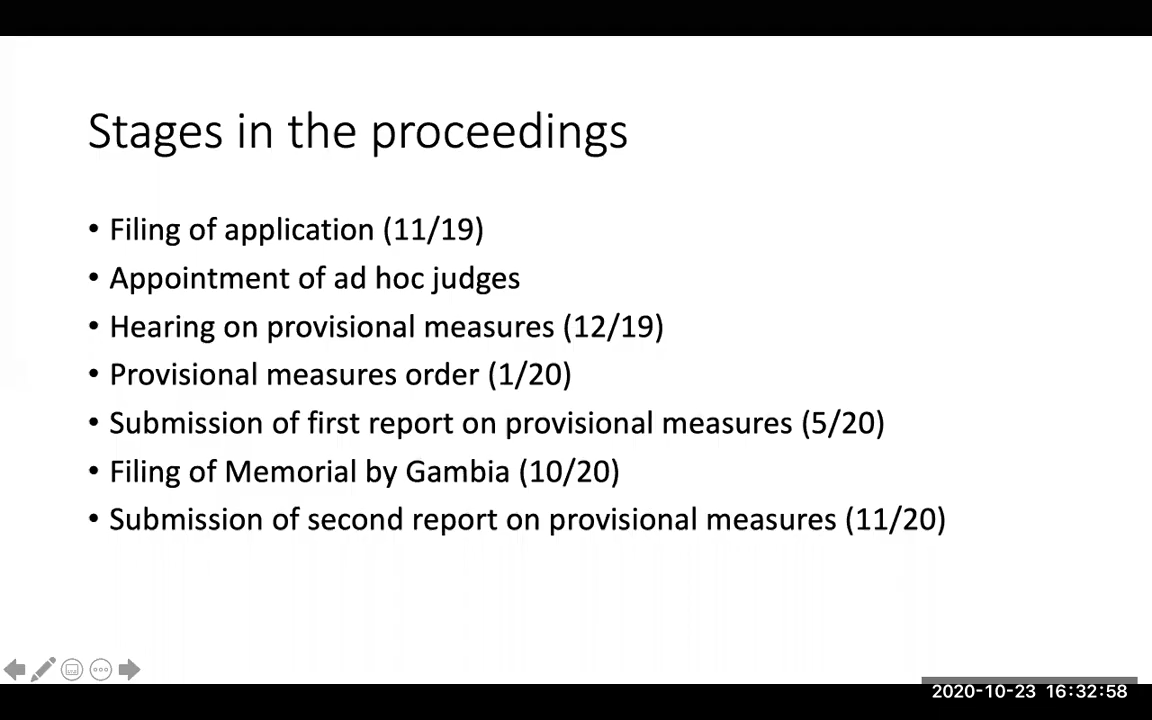 Stages in the proceedings
• Filing of application (11/19)
• Appointment of ad hoc judges
• Hearing on provisional measures (12/19)
• Provisional measures order (1/20)
• Submission of first report on provisional measures (5/20)
• Filing of Memorial by Gambia (10/20)
• Submission of second report on provisional measures (11/20)
2020-10-23 16:32:58